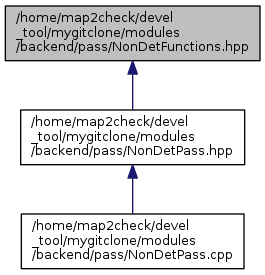 /home/map2check/devel
_tool/mygitclone/modules
/backend/pass/NonDetFunctions.hpp
/home/map2check/devel
_tool/mygitclone/modules
/backend/pass/NonDetPass.hpp
/home/map2check/devel
_tool/mygitclone/modules
/backend/pass/NonDetPass.cpp